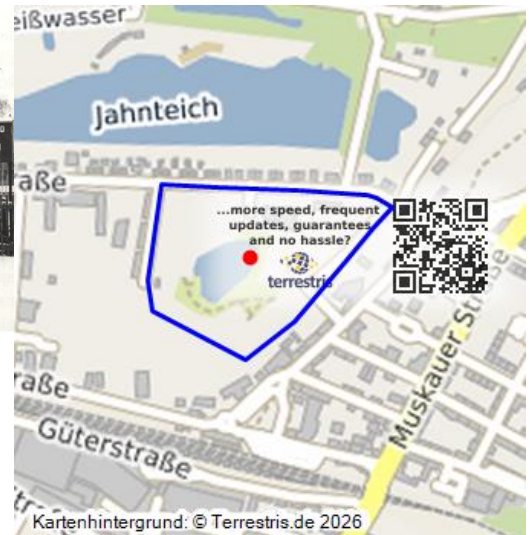 eißwasser
Jahnteich
raße
...more speed, frequent
updates, guarantees
and no hassle?
terrestris
Muskauer Straße
raße
Güterstraße
Kartenhintergrund: © Terrestris.de 2026